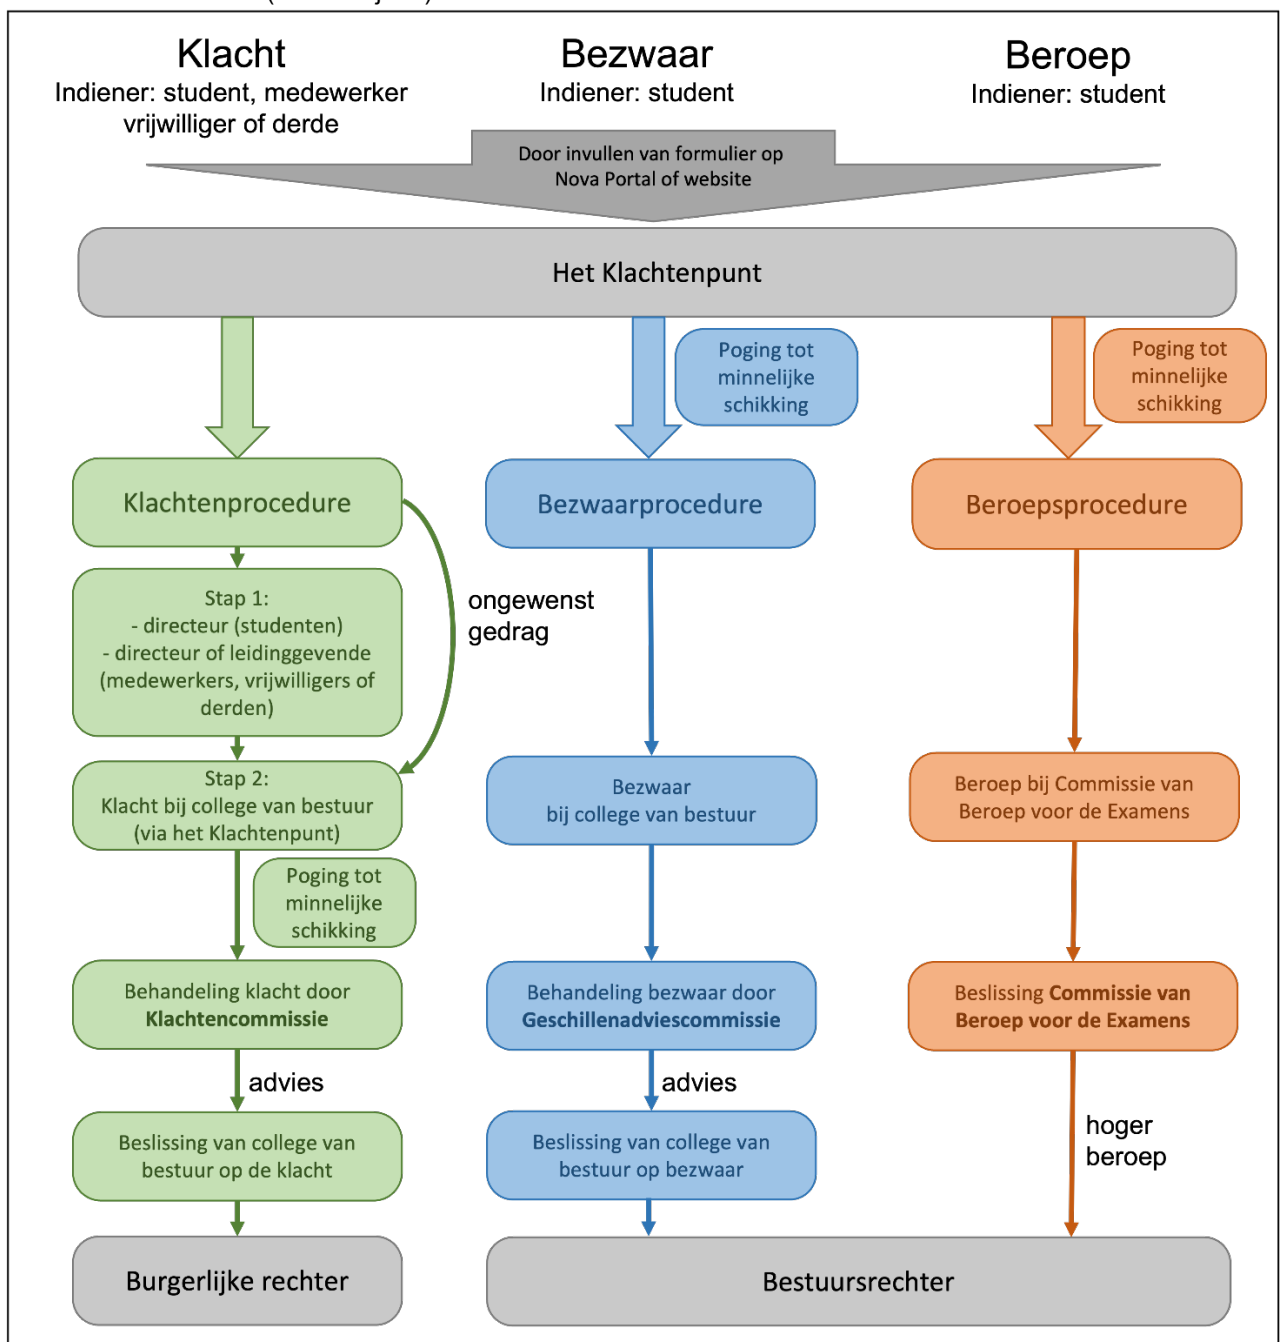 Klacht
Indiener: student, medewerker
vrijwilliger of derde
Bezwaar
Indiener: student
Beroep
Indiener: student
Door invullen van formulier op
Nova Portal of website
Het Klachtenpunt
Poging tot
minnelijke
schikking
Poging tot
minnelijke
schikking
Klachtenprocedure
Bezwaarprocedure
Beroepsprocedure
Stap 1:
- directeur (studenten)
- directeur of leidinggevende
(medewerkers, vrijwilligers of
derden)
ongewenst
gedrag
Stap 2:
Klacht bij college van bestuur
(via het Klachtenpunt)
Bezwaar
bij college van bestuur
Beroep bij Commissie van
Beroep voor de Examens
Poging tot
minnelijke
schikking
Behandeling klacht door
Klachtencommissie
Behandeling bezwaar door
Geschillenadviescommissie
Beslissing Commissie van
Beroep voor de Examens
advies
advies
hoger
beroep
Beslissing van college van
bestuur op de klacht
Beslissing van college van
bestuur op bezwaar
Burgerlijke rechter
Bestuursrechter